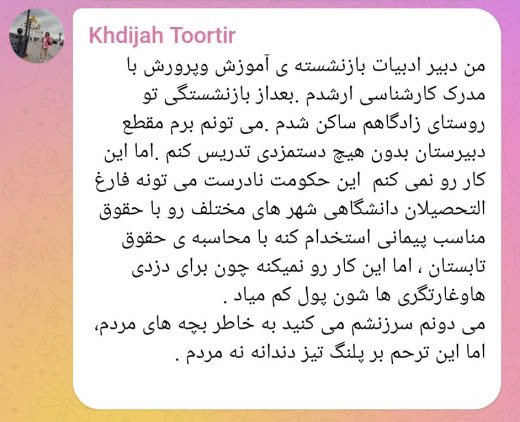 Khdijah Toortir
من دبیر ادبیات بازنشسته ی آموزش وپرورش با
مدرک کارشناسی ارشدم .بعداز بازنشستگی تو
روستای زادگاهم ساکن شدم .می تونم برم مقطع
دبیرستان بدون هیچ دستمزدی تدریس کنم .اما این
کار رو نمی کنم  این حکومت نادرست می تونه فارغ
التحصیلان دانشگاهی شهر های مختلف رو با حقوق
مناسب پیمانی استخدام کنه با محاسبه ی حقوق
تابستان ، اما این کار رو نمیکنه چون برای دزدی
هاوغارتگری ها شون پول کم میاد .
می دونم سرزنشم می کنید به خاطر بچه های مردم،
اما این ترحم بر پلنگ تیز دندانه نه مردم .